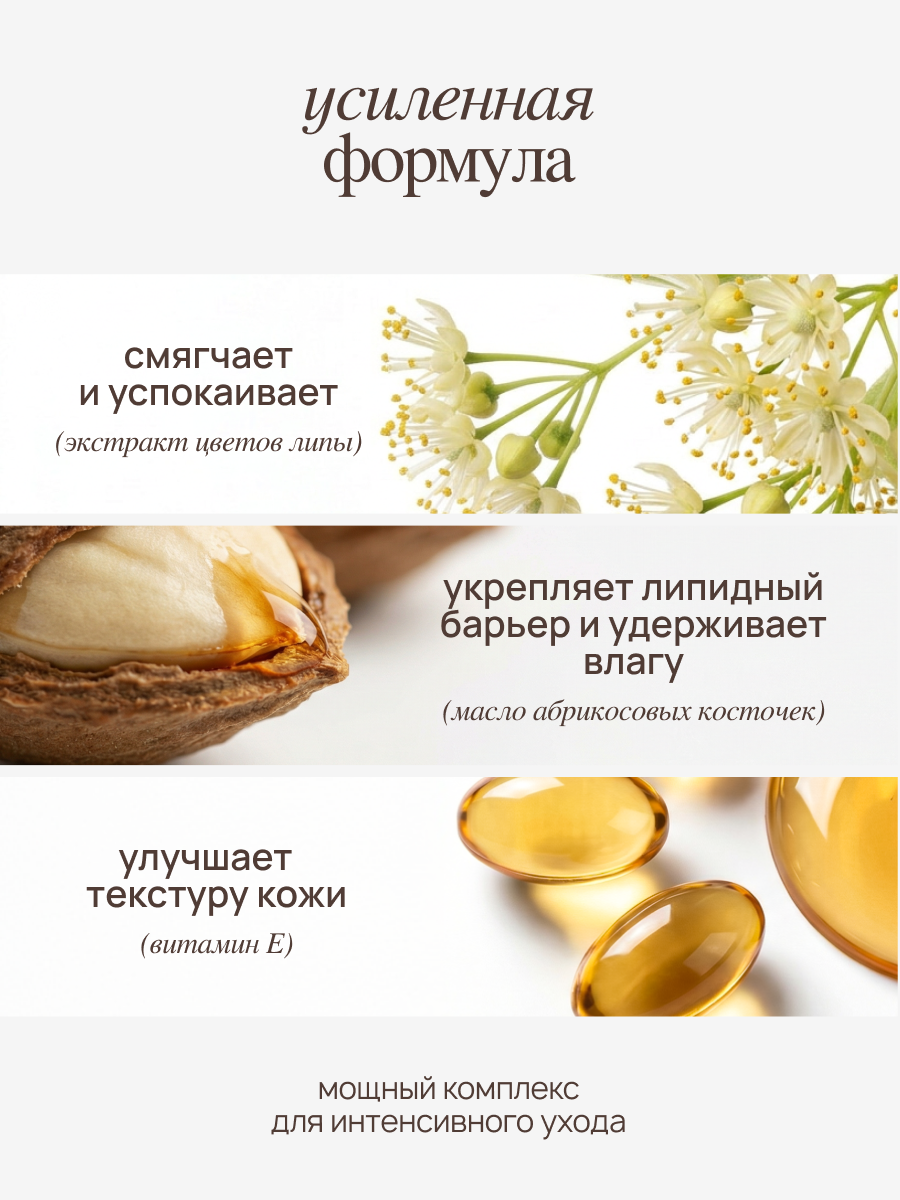 усиленная
формула
смягчает
и успокаивает
(экстракт цветов липы)
укрепляет липидный
барьер и удерживает
влагу
(масло абрикосовых косточек)
улучшает
текстуру кожи
(витамин Е)
мощный комплекс
для интенсивного ухода